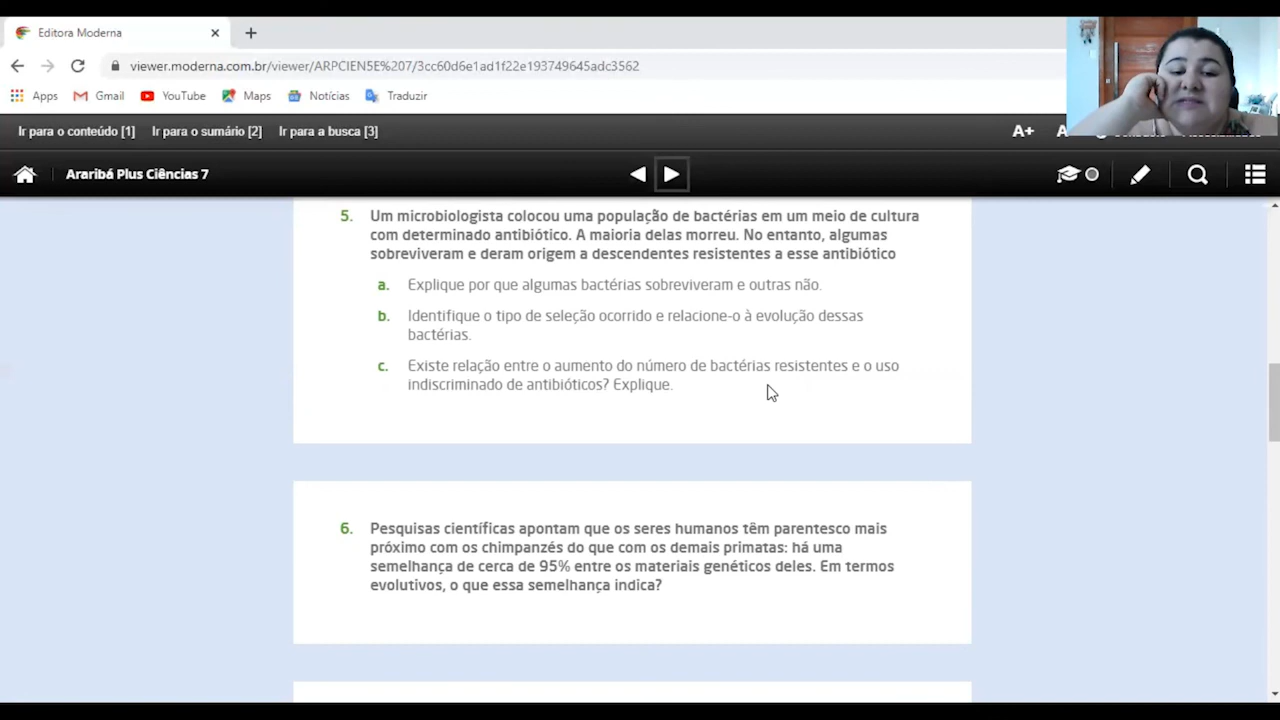 Editora Moderna
viewer.moderna.com.br/viewer/ARPCIEN5E%207/3cc60d6e1ad1f22e193749645adc3562
Apps Gmail YouTube Maps Notícias Traduzir
Ir para o conteúdo [1] Ir para o sumário [2] Ir para a busca [3] A+
Araribá Plus Ciências 7
5. Um microbiologista colocou uma população de bactérias em um meio de cultura
com determinado antibiótico. A maioria delas morreu. No entanto, algumas
sobreviveram e deram origem a descendentes resistentes a esse antibiótico
a. Explique por que algumas bactérias sobreviveram e outras não.
b. Identifique o tipo de seleção ocorrido e relacione-o à evolução dessas
bactérias.
c. Existe relação entre o aumento do número de bactérias resistentes e o uso
indiscriminado de antibióticos? Explique.
6. Pesquisas científicas apontam que os seres humanos têm parentesco mais
próximo com os chimpanzés do que com os demais primatas: há uma
semelhança de cerca de 95% entre os materiais genéticos deles. Em termos
evolutivos, o que essa semelhança indica?